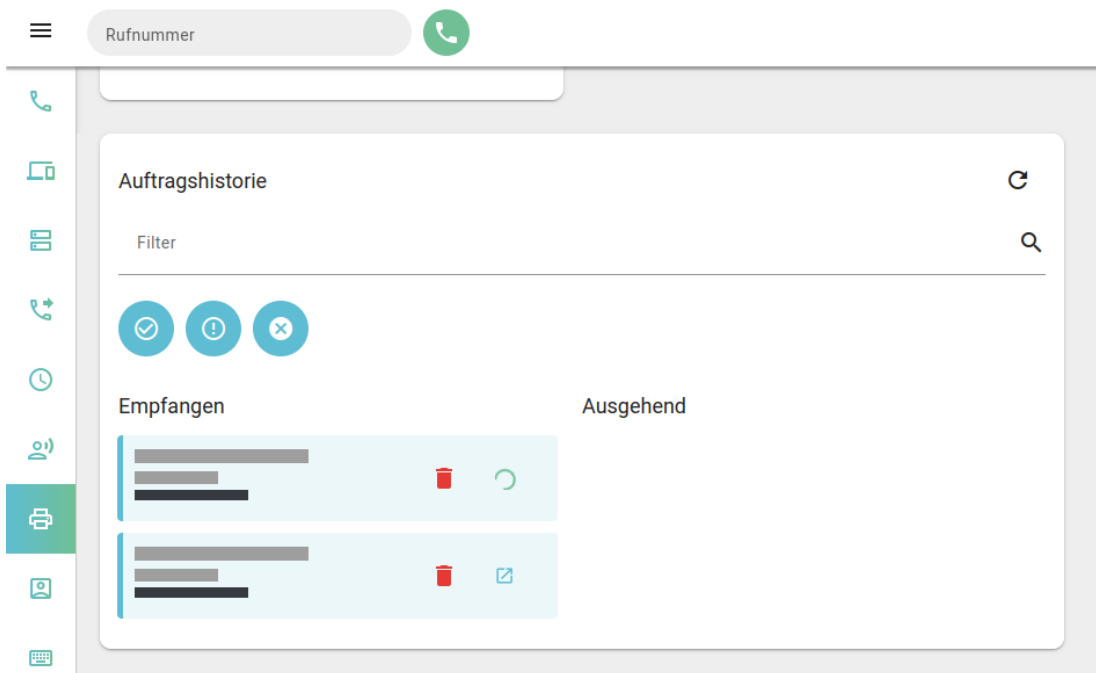 Rufnummer
Auftragshistorie
Filter
Empfangen
Ausgehend